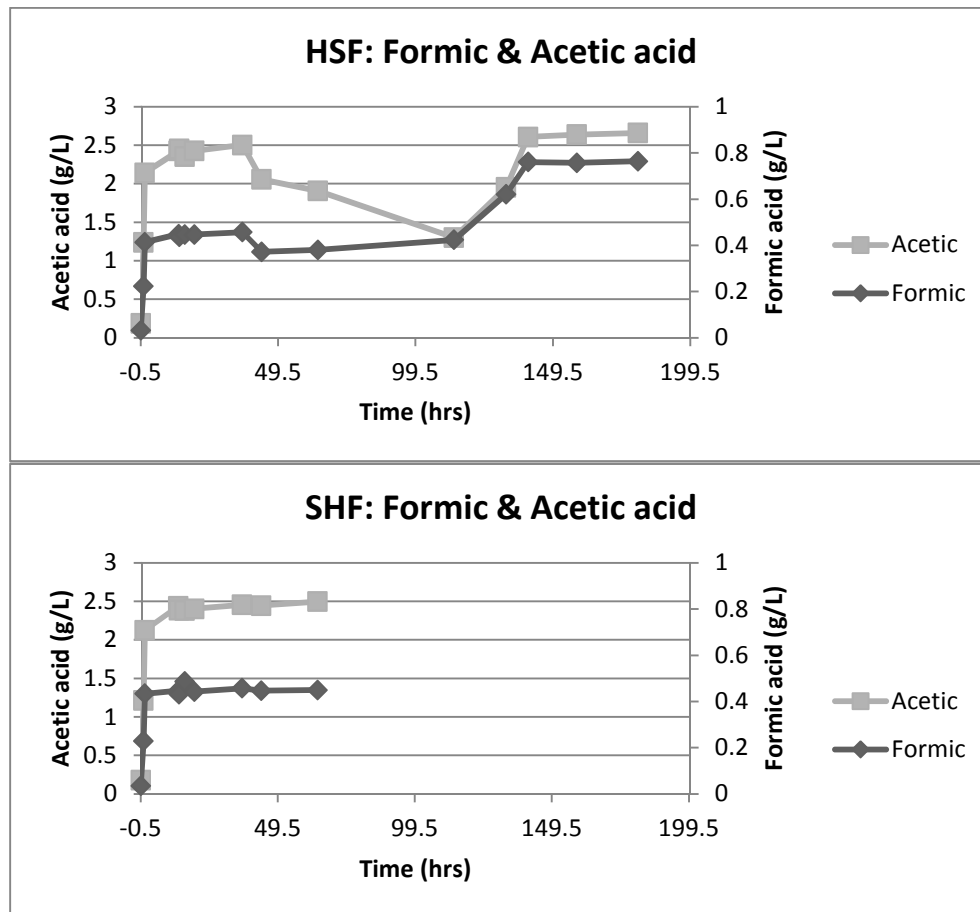 HSF: Formic & Acetic acid
3
2.5
2
1.5
1
0.5
0
Acetic acid (g/L)
1
0.8
0.6
0.4
0.2
0
Formic acid (g/L)
-0.5 49.5 99.5 149.5 199.5
Time (hrs)
Acetic
Formic
SHF: Formic & Acetic acid
3
2.5
2
1.5
1
0.5
0
Acetic acid (g/L)
1
0.8
0.6
0.4
0.2
0
Formic acid (g/L)
-0.5 49.5 99.5 149.5 199.5
Time (hrs)
Acetic
Formic